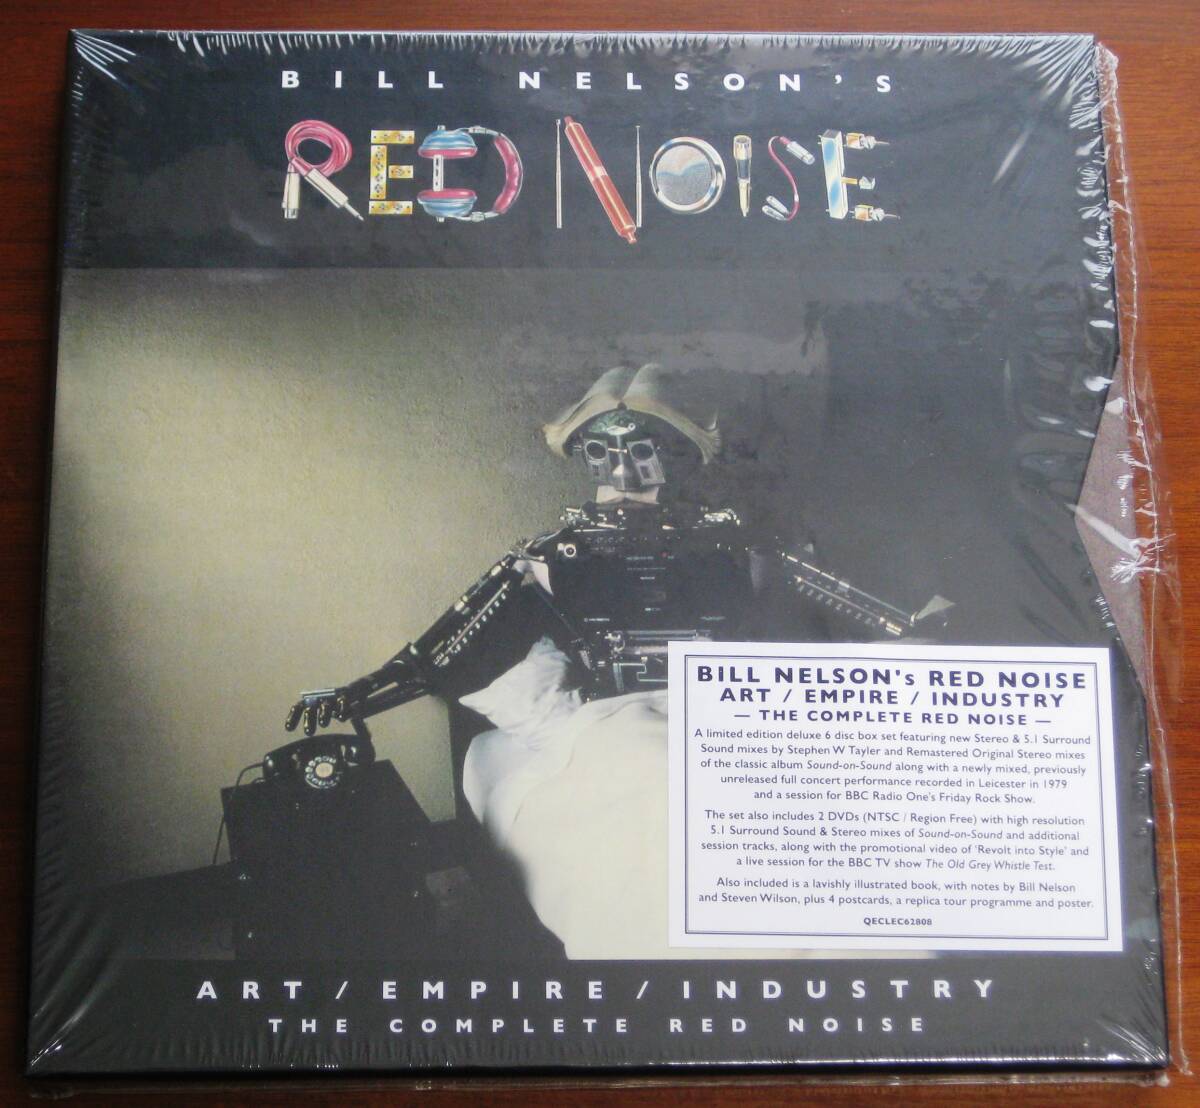 BILL NELSON'S
RED NOISE
BILL NELSON's RED NOISE
ART / EMPIRE / INDUSTRY
— THE COMPLETE RED NOISE —
A limited edition deluxe 6 disc box set featuring new Stereo & 5.1 Surround
Sound mixes by Stephen W Tayler and Remastered Original Stereo mixes
of the classic album Sound-on-Sound along with a newly mixed, previously
unreleased full concert performance recorded in Leicester in 1979
and a session for BBC Radio One's Friday Rock Show.
The set also includes 2 DVDs (NTSC / Region Free) with high resolution
5.1 Surround Sound & Stereo mixes of Sound-on-Sound and additional
session tracks, along with the promotional video of 'Revolt into Style' and
a live session for the BBC TV show The Old Grey Whistle Test.
Also included is a lavishly illustrated book, with notes by Bill Nelson
and Steven Wilson, plus 4 postcards, a replica tour programme and poster.
QECLEC62808
ART / EMPIRE / INDUSTRY
THE COMPLETE RED NOISE